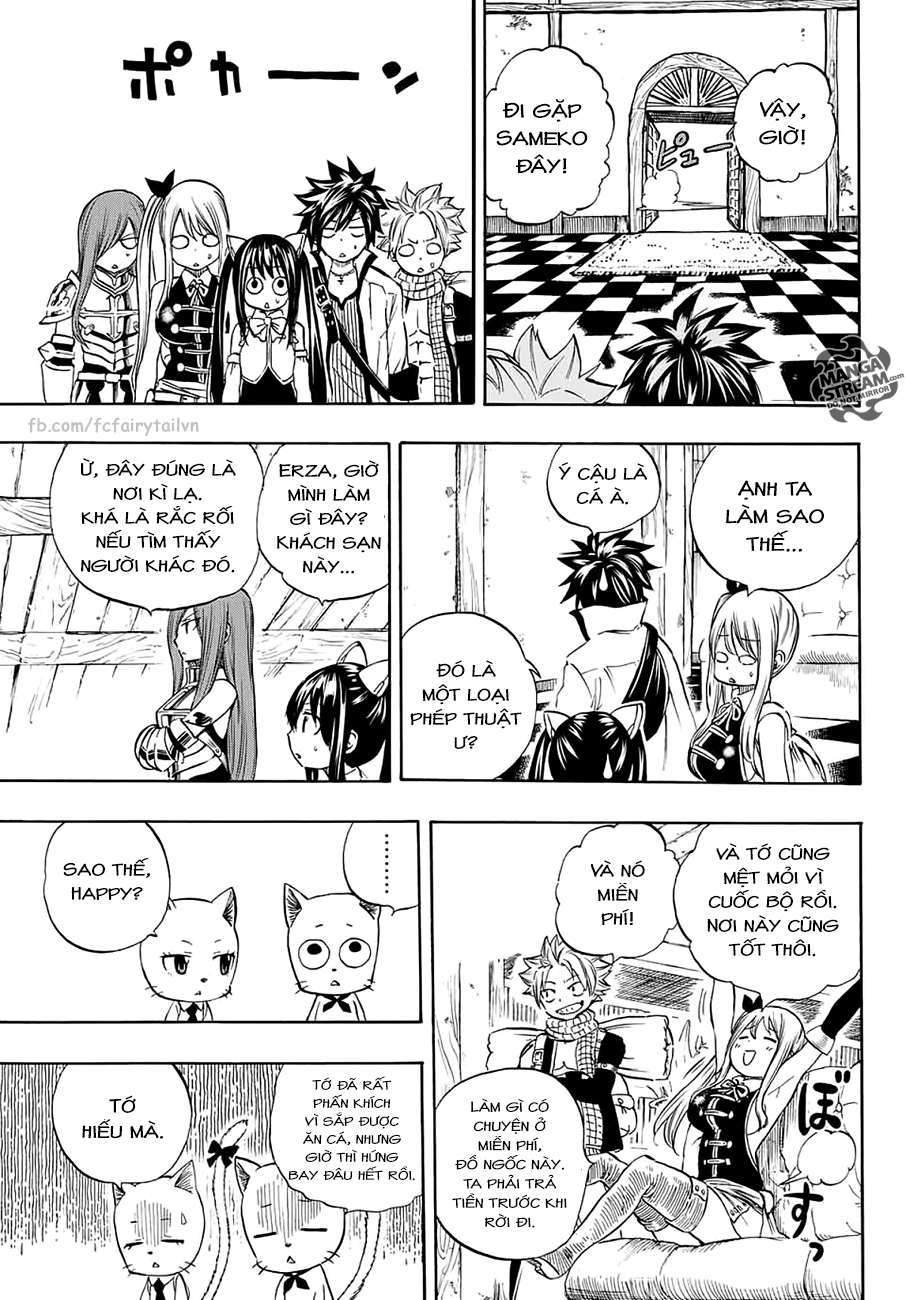 VẬY,
GIỜ!
ĐI GẶP
SAMEKO
ĐÂY!
ピュー
MANGA
STREAM.com
DO NOT MIRROR
ポカーン
fb.com/fcfairytailvn
ANH TA
LÀM SAO
THẾ...
Ý CẬU LÀ
CÁ À.
ĐÓ LÀ
MỘT LOẠI
PHÉP THUẬT
Ư?
ERZA, GIỜ
MÌNH LÀM
GÌ ĐÂY?
KHÁCH SẠN
NÀY...
Ừ, ĐÂY ĐÚNG LÀ
NƠI KÌ LẠ.
KHÁ LÀ RẮC RỐI
NẾU TÌM THẤY
NGƯỜI KHÁC ĐÓ.
VÀ TỚ CŨNG
MỆT MỎI VÌ
CUỐC BỘ RỒI.
NƠI NÀY CŨNG
TỐT THÔI.
VÀ NÓ
MIỄN
PHÍ!
LÀM GÌ CÓ
CHUYỆN Ở
MIỄN PHÍ,
ĐỒ NGỐC NÀY.
TA PHẢI TRẢ
TIỀN TRƯỚC KHI
RỜI ĐI.
ぼすっ
........
SAO THẾ,
HAPPY?
TỚ ĐÃ RẤT
PHẤN KHÍCH
VÌ SẮP ĐƯỢC
ĂN CÁ, NHƯNG
GIỜ THÌ HỨNG
BAY ĐÂU HẾT RỒI.
TỚ
HIỂU MÀ.